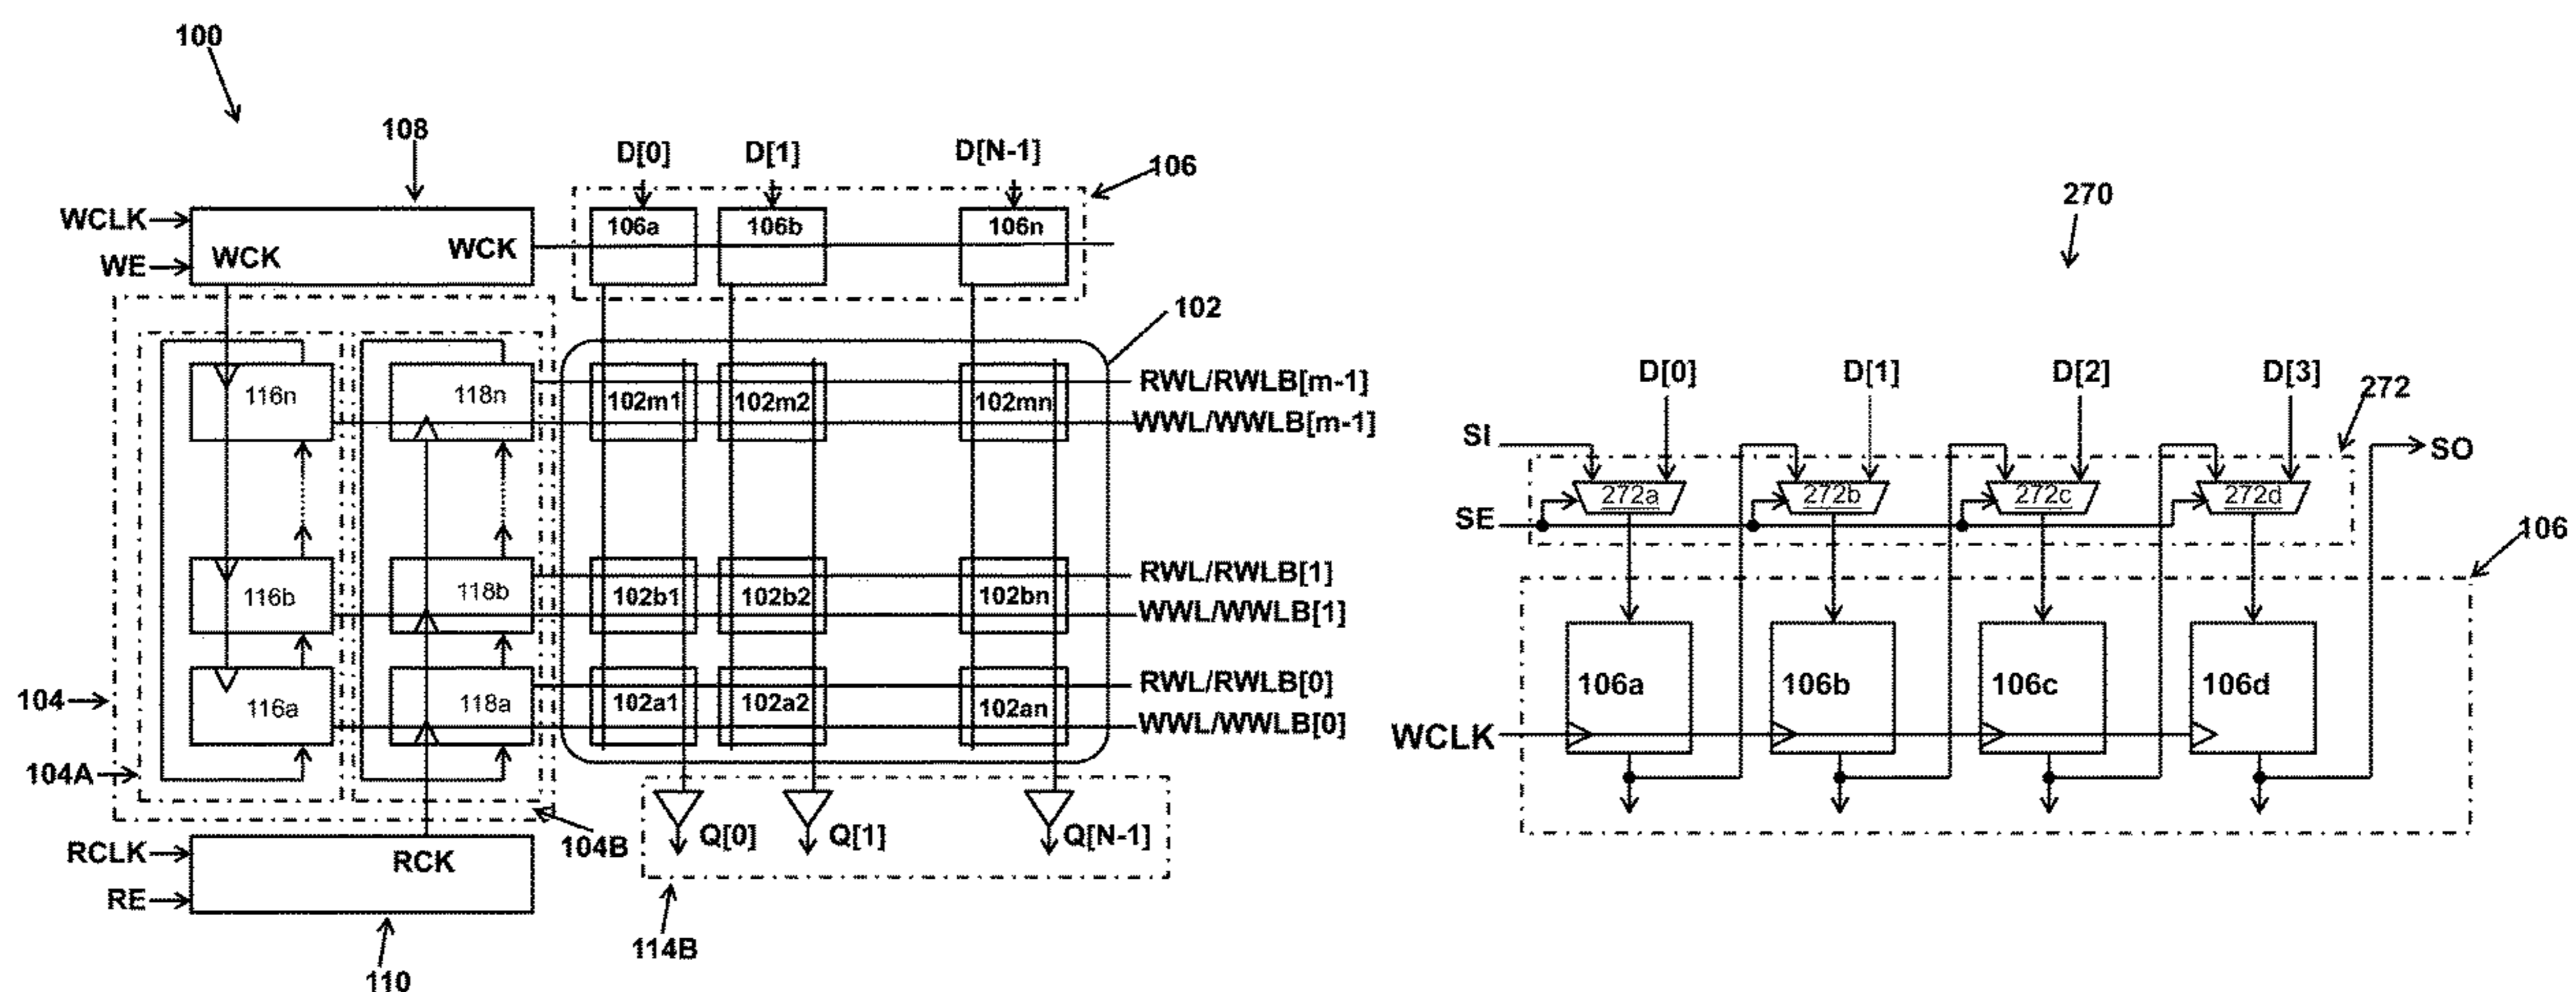 100
108
D[0] D[1] D[N-1]
106
WCLK
WE
WCK
WCK
106a 106b 106n
102
116n 118n 102m1 102m2 102mn
RWL/RWLB[m-1]
WWL/WWLB[m-1]
116b 118b 102b1 102b2 102bn
RWL/RWLB[1]
WWL/WWLB[1]
116a 118a 102a1 102a2 102an
RWL/RWLB[0]
WWL/WWLB[0]
104
104A
104B
RCLK
RE
RCK
Q[0] Q[1] Q[N-1]
114B
110
270
D[0] D[1] D[2] D[3]
272
SI
SO
272a 272b 272c 272d
SE
106
106a 106b 106c 106d
WCLK